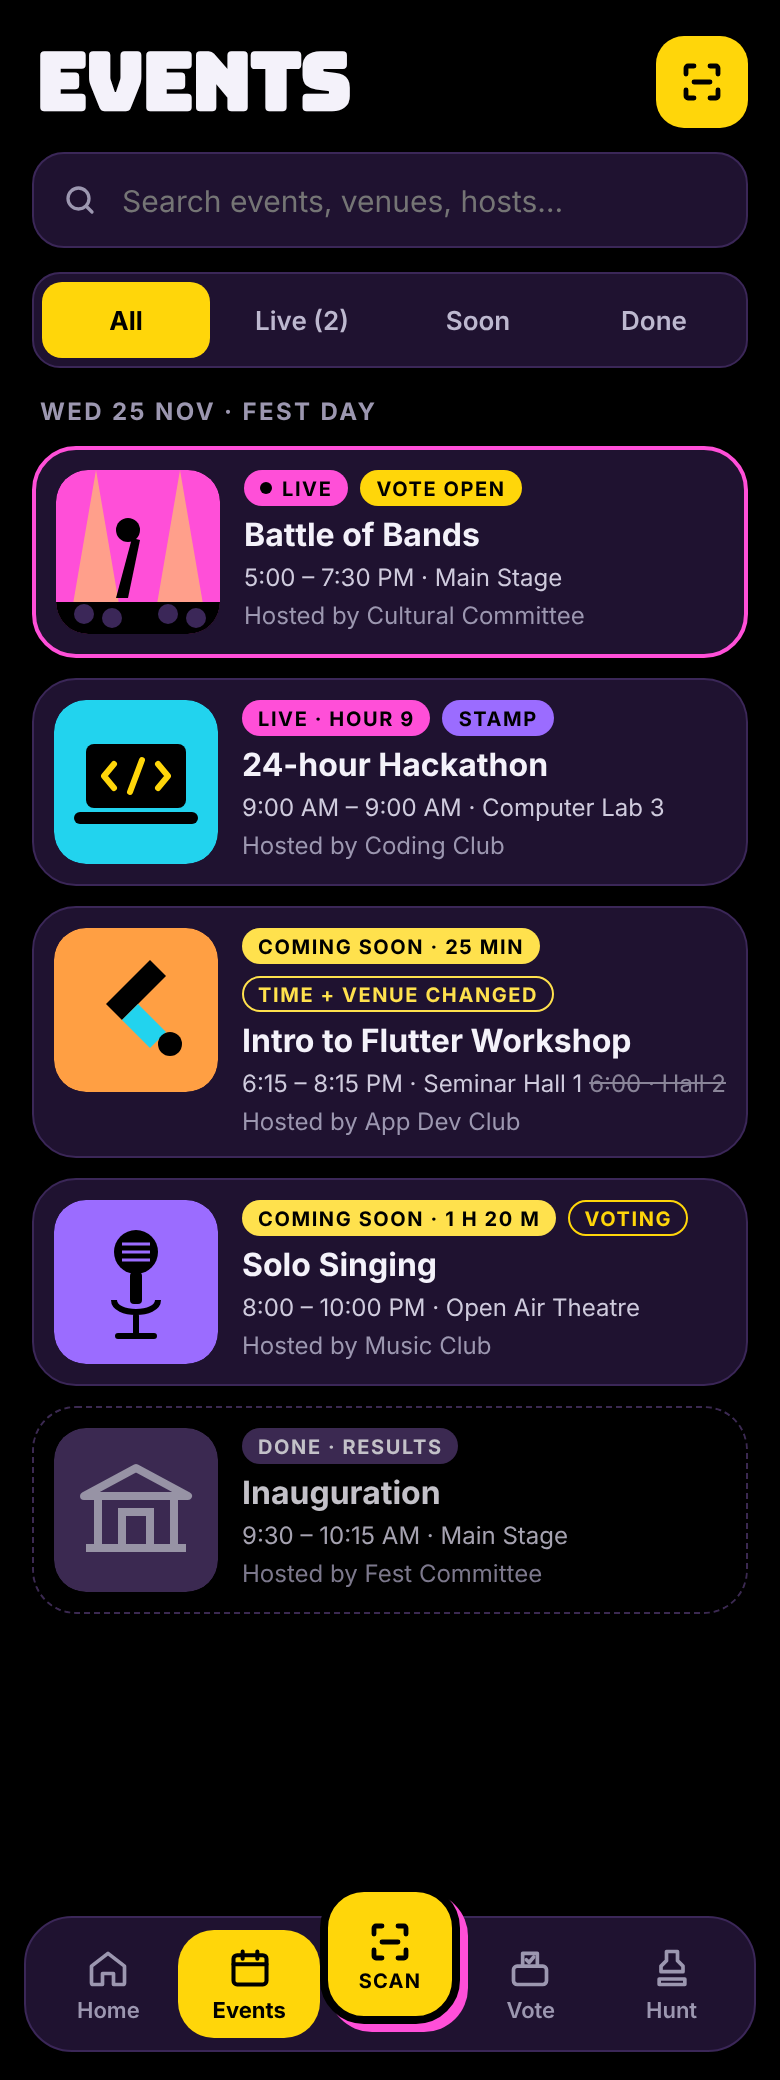 EVENTS
Search events, venues, hosts...
All
Live (2)
Soon
Done
WED 25 NOV · FEST DAY
LIVE
VOTE OPEN
Battle of Bands
5:00 – 7:30 PM · Main Stage
Hosted by Cultural Committee
LIVE · HOUR 9
STAMP
24-hour Hackathon
9:00 AM – 9:00 AM · Computer Lab 3
Hosted by Coding Club
COMING SOON · 25 MIN
TIME + VENUE CHANGED
Intro to Flutter Workshop
6:15 – 8:15 PM · Seminar Hall 1 6:00 · Hall 2
Hosted by App Dev Club
COMING SOON · 1 H 20 M
VOTING
Solo Singing
8:00 – 10:00 PM · Open Air Theatre
Hosted by Music Club
DONE · RESULTS
Inauguration
9:30 – 10:15 AM · Main Stage
Hosted by Fest Committee
Home
Events
SCAN
Vote
Hunt